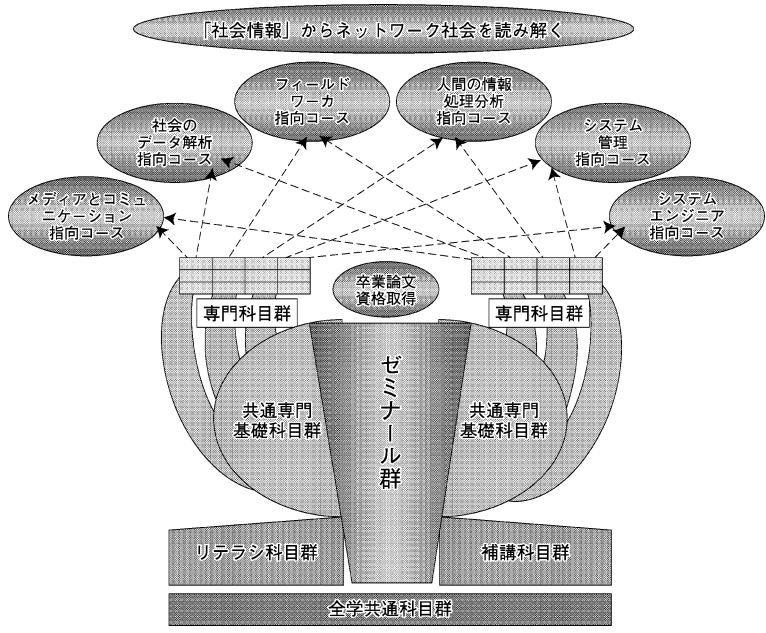 「社会情報」からネットワーク社会を読み解く
フィールド
ワーカ
指向コース
人間の情報
処理分析
指向コース
社会の
データ解析
指向コース
システム
管理
指向コース
メディアとコミュ
ニケーション
指向コース
システム
エンジニア
指向コース
卒業論文
資格取得
専門科目群
専門科目群
ゼミナール群
共通専門
基礎科目群
共通専門
基礎科目群
リテラシ科目群
補講科目群
全学共通科目群